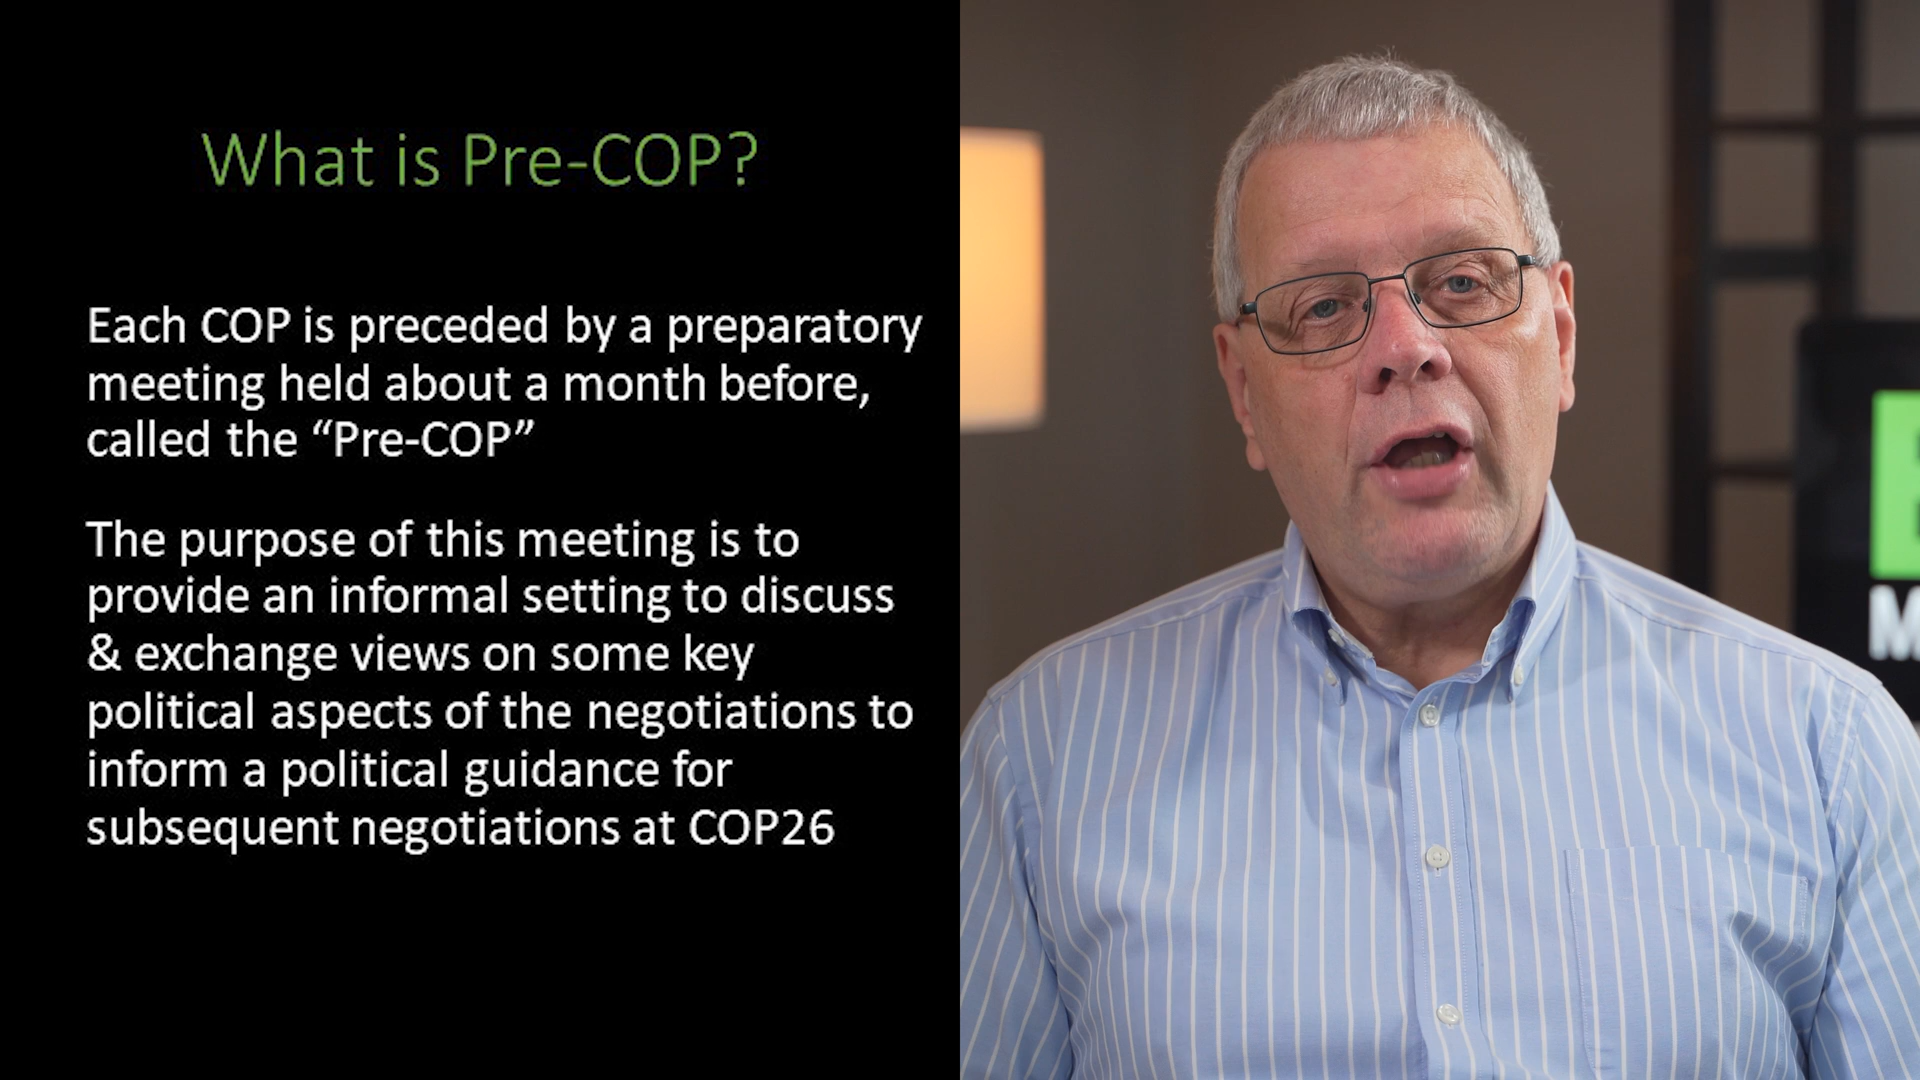 What is Pre-COP?
Each COP is preceded by a preparatory
meeting held about a month before,
called the “Pre-COP”
The purpose of this meeting is to
provide an informal setting to discuss
& exchange views on some key
political aspects of the negotiations to
inform a political guidance for
subsequent negotiations at COP26